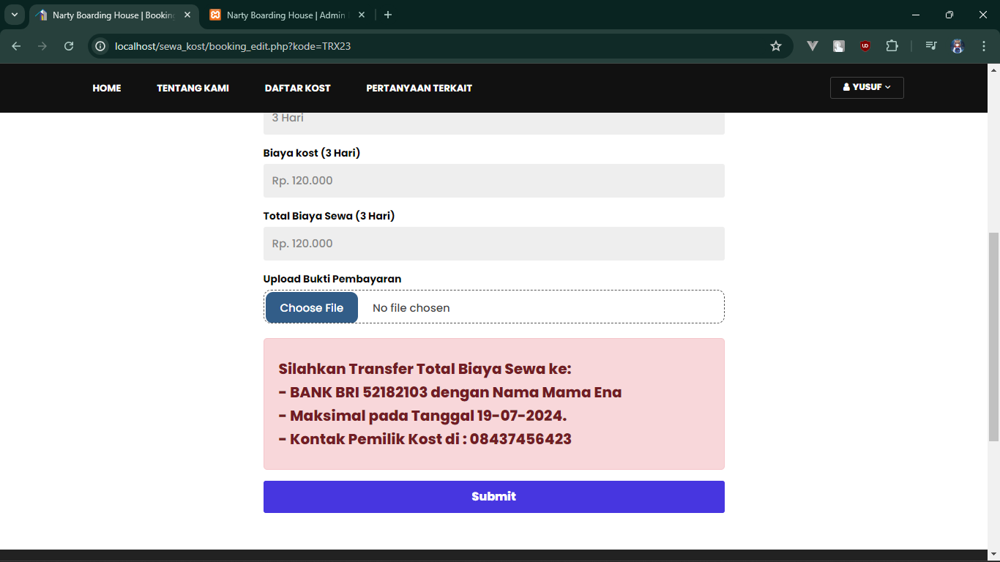 Narty Boarding House | Booking
Narty Boarding House | Admin
localhost/sewa_kost/booking_edit.php?kode=TRX23
HOME
TENTANG KAMI
DAFTAR KOST
PERTANYAAN TERKAIT
YUSUF
3 Hari
Biaya kost (3 Hari)
Rp. 120.000
Total Biaya Sewa (3 Hari)
Rp. 120.000
Upload Bukti Pembayaran
Choose File
No file chosen
Silahkan Transfer Total Biaya Sewa ke:
- BANK BRI 52182103 dengan Nama Mama Ena
- Maksimal pada Tanggal 19-07-2024.
- Kontak Pemilik Kost di : 08437456423
Submit